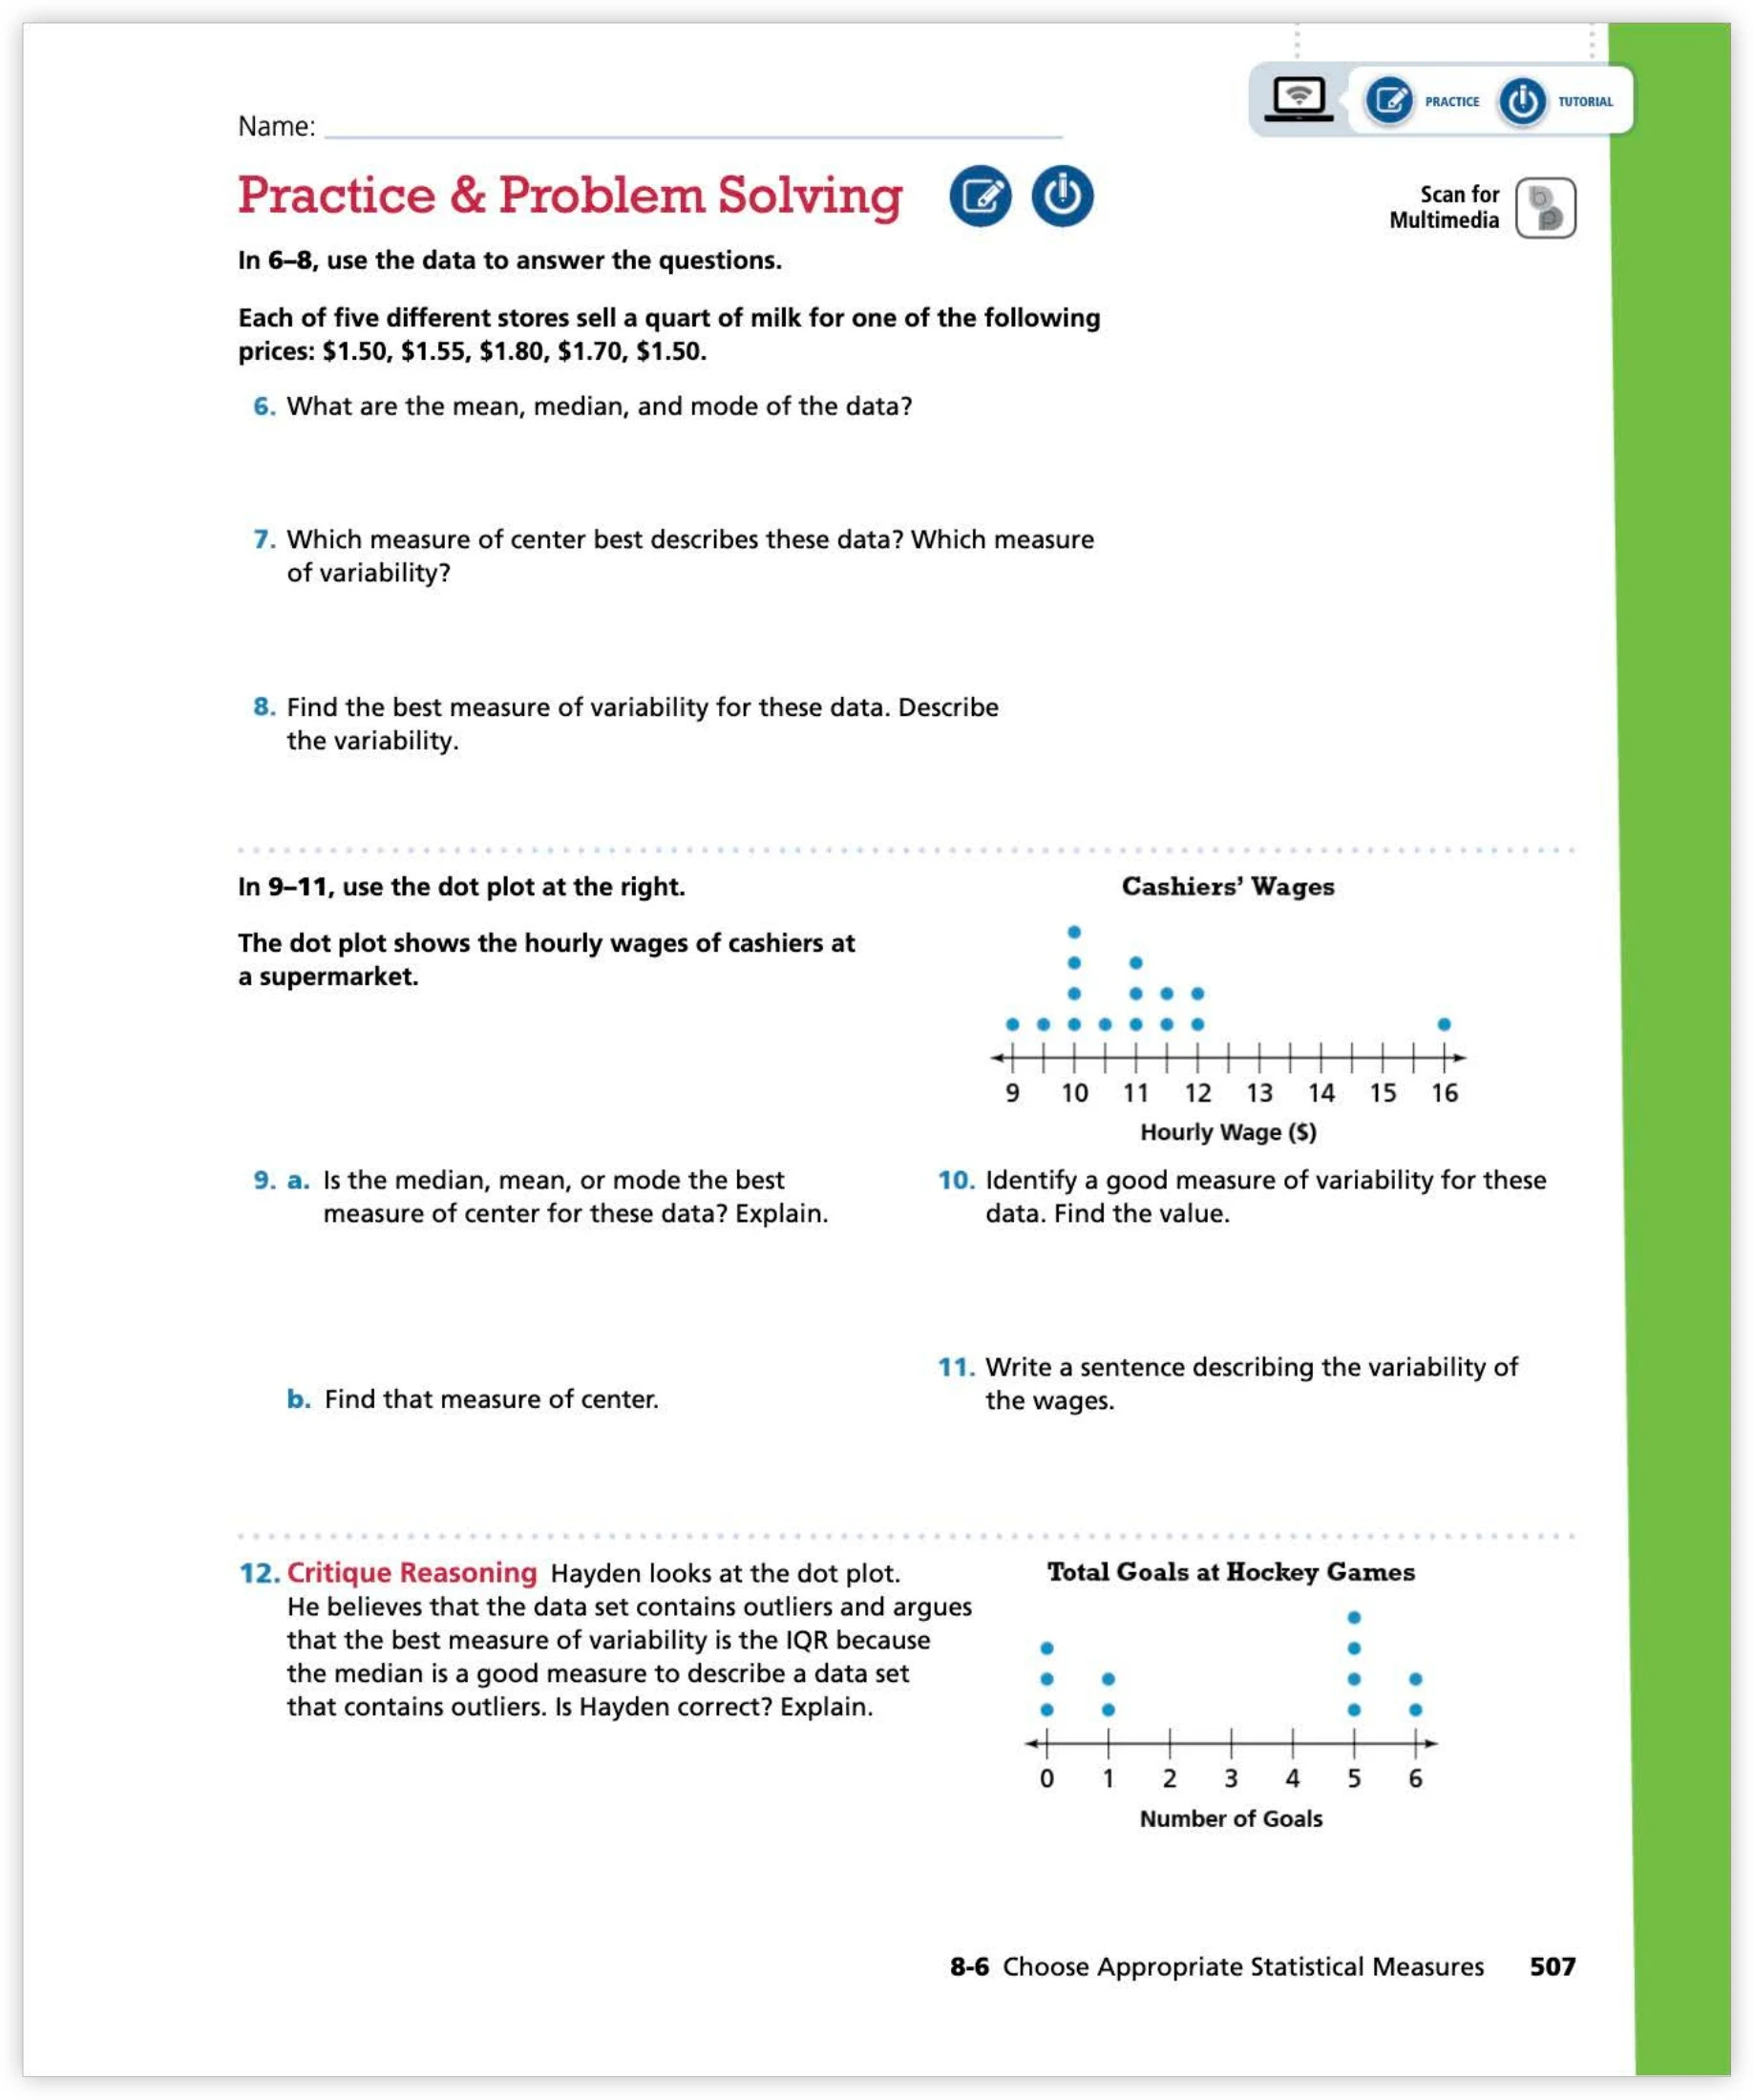 PRACTICE TUTORIAL
Name:
Practice & Problem Solving
Scan for
Multimedia
In 6–8, use the data to answer the questions.
Each of five different stores sell a quart of milk for one of the following
prices: $1.50, $1.55, $1.80, $1.70, $1.50.
6. What are the mean, median, and mode of the data?
7. Which measure of center best describes these data? Which measure
of variability?
8. Find the best measure of variability for these data. Describe
the variability.
In 9–11, use the dot plot at the right.
The dot plot shows the hourly wages of cashiers at
a supermarket.
Cashiers’ Wages
9 10 11 12 13 14 15 16
Hourly Wage ($)
9. a. Is the median, mean, or mode the best
measure of center for these data? Explain.
b. Find that measure of center.
10. Identify a good measure of variability for these
data. Find the value.
11. Write a sentence describing the variability of
the wages.
12. Critique Reasoning Hayden looks at the dot plot.
He believes that the data set contains outliers and argues
that the best measure of variability is the IQR because
the median is a good measure to describe a data set
that contains outliers. Is Hayden correct? Explain.
Total Goals at Hockey Games
0 1 2 3 4 5 6
Number of Goals
8-6 Choose Appropriate Statistical Measures 507